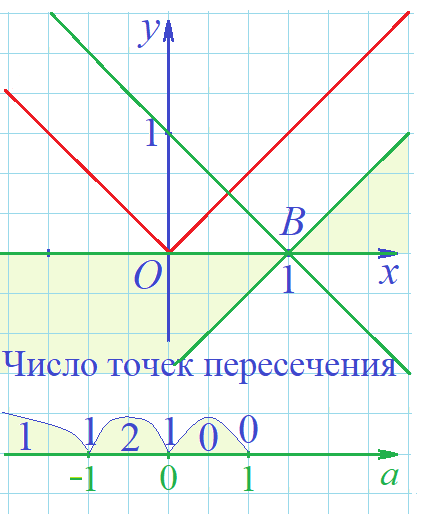 y
1
B
O 1 x
Число точек пересечения
1 1 2 1 0 0
-1 0 1 a